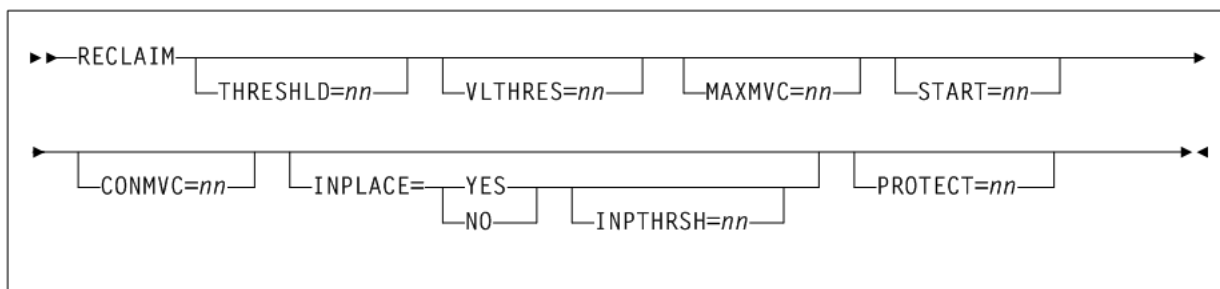 RECLAIM
THRESHLD=nn VLTHRES=nn MAXMVC=nn START=nn
CONMVC=nn INPLACE= YES PROTECT=nn
NO INPTHRSH=nn